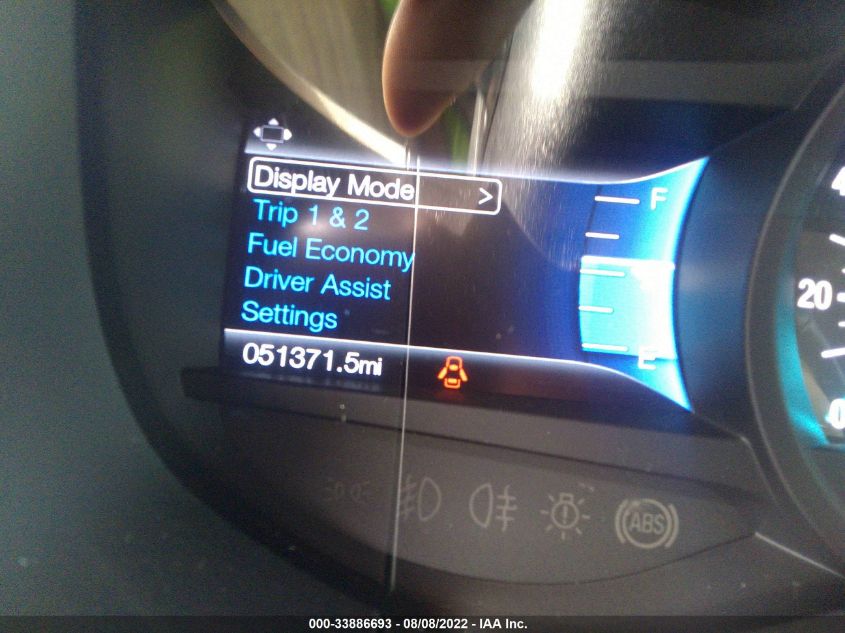 Display Mode >
Trip 1 & 2
Fuel Economy
Driver Assist
Settings
051371.5mi
F
E
20
0
ABS
000-33886693 - 08/08/2022 - IAA Inc.